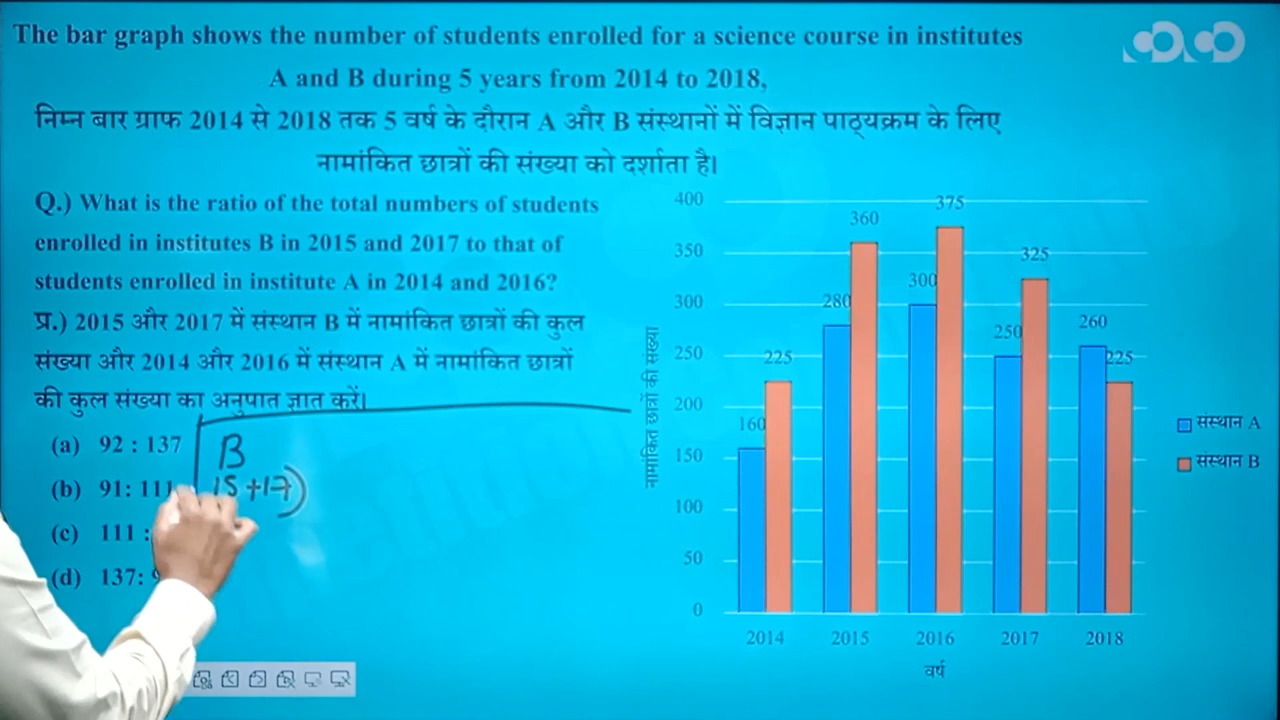 The bar graph shows the number of students enrolled for a science course in institutes
A and B during 5 years from 2014 to 2018,
निम्न बार ग्राफ 2014 से 2018 तक 5 वर्ष के दौरान A और B संस्थानों में विज्ञान पाठ्यक्रम के लिए
नामांकित छात्रों की संख्या को दर्शाता है।
Q.) What is the ratio of the total numbers of students
enrolled in institutes B in 2015 and 2017 to that of
students enrolled in institute A in 2014 and 2016?
प्र.) 2015 और 2017 में संस्थान B में नामांकित छात्रों की कुल
संख्या और 2014 और 2016 में संस्थान A में नामांकित छात्रों
की कुल संख्या का अनुपात ज्ञात करें।
(a) 92 : 137
(b) 91: 111
(c) 111 :
(d) 137:
B
15+17)
नामांकित छात्रों की संख्या
400
350
300
250
200
150
100
50
0
160
225
280
360
300
375
250
325
260
225
2014 2015 2016 2017 2018
वर्ष
संस्थान A
संस्थान B